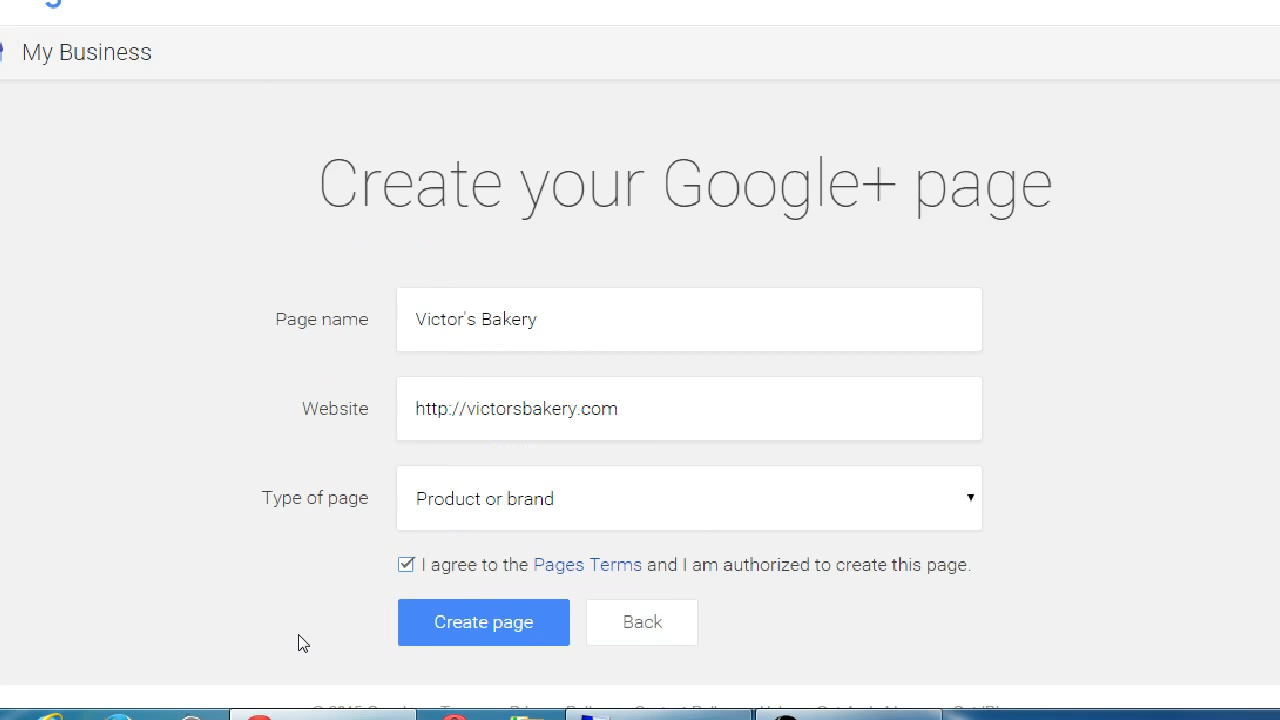 My Business
Create your Google+ page
Page name
Victor's Bakery
Website
http://victorsbakery.com
Type of page
Product or brand
I agree to the Pages Terms and I am authorized to create this page.
Create page
Back